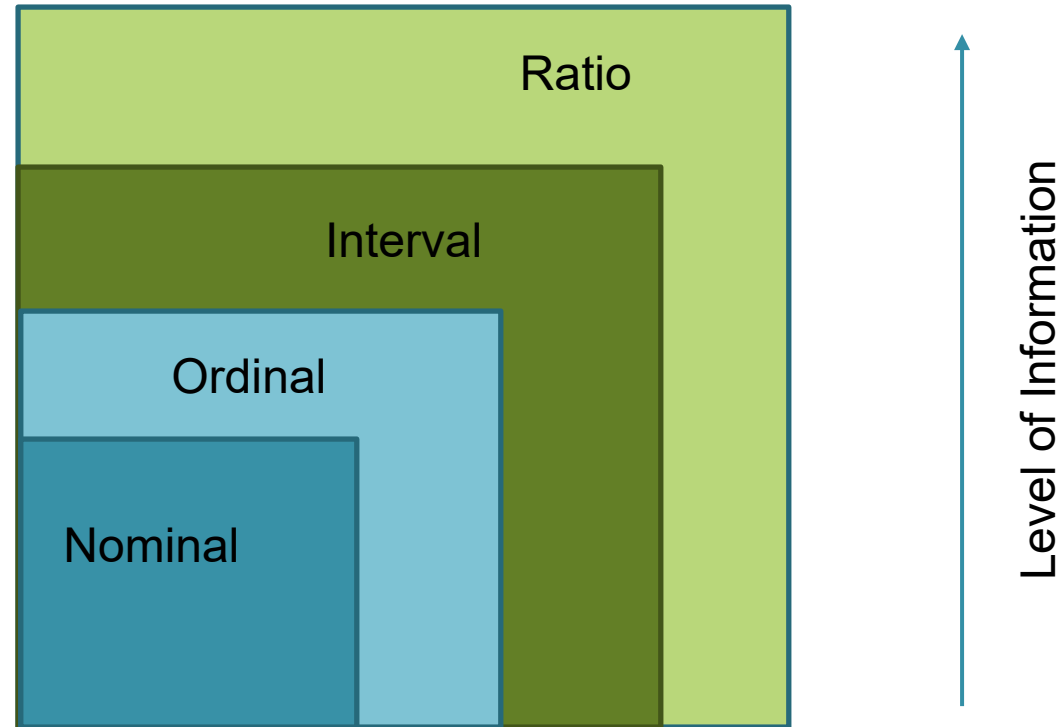 Ratio
Interval
Ordinal
Nominal
Level of Information